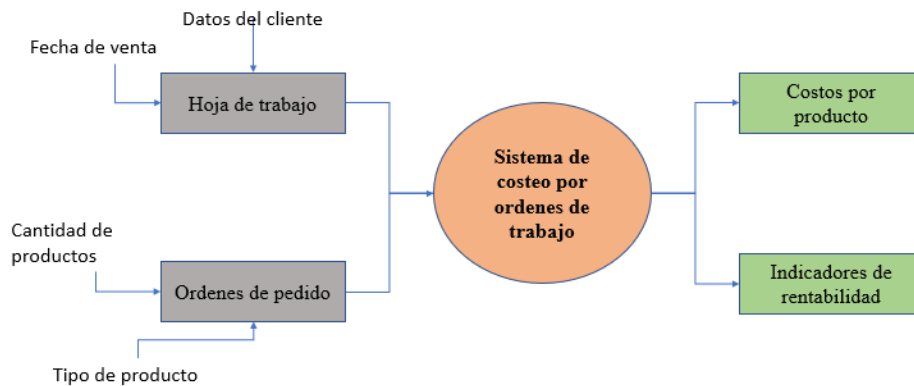 Datos del cliente
Fecha de venta
Hoja de trabajo
Cantidad de
productos
Ordenes de pedido
Tipo de producto
Sistema de
costeo por
ordenes de
trabajo
Costos por
producto
Indicadores de
rentabilidad